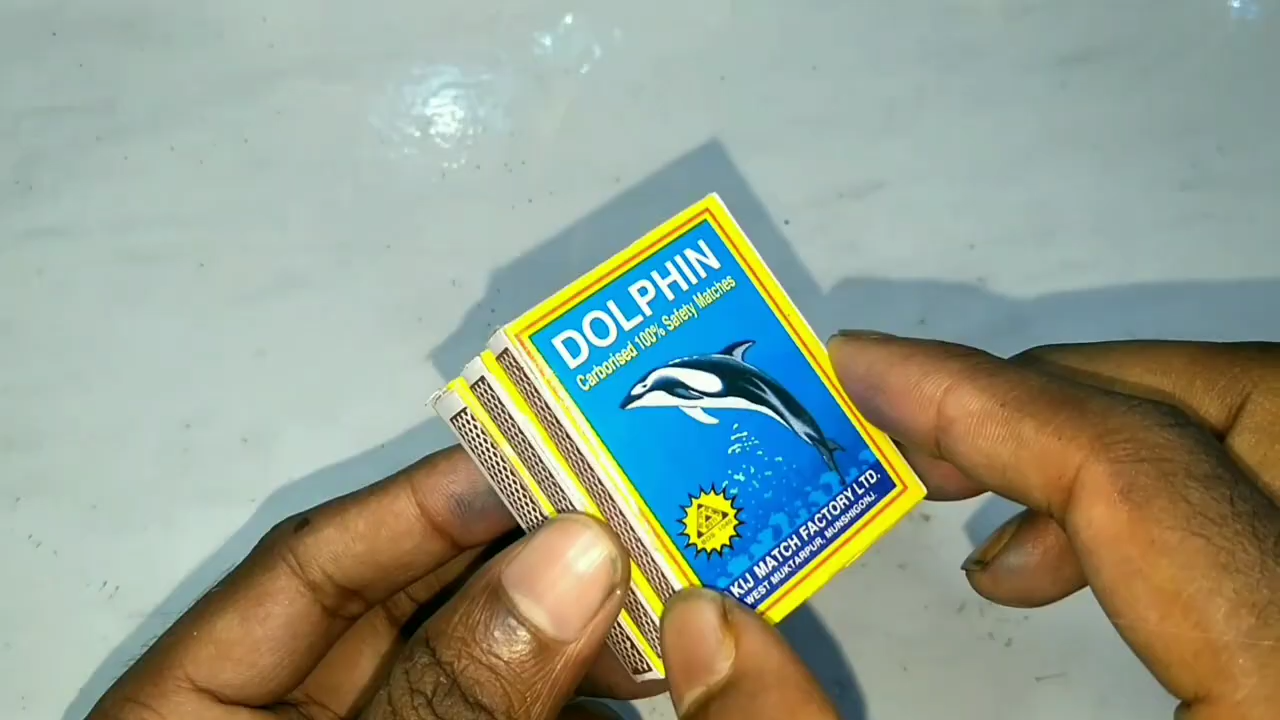 DOLPHIN
Carborised 100% Safety Matches
KIJ MATCH FACTORY LTD.
WEST MUKTARPUR, MUNSHIGONJ.